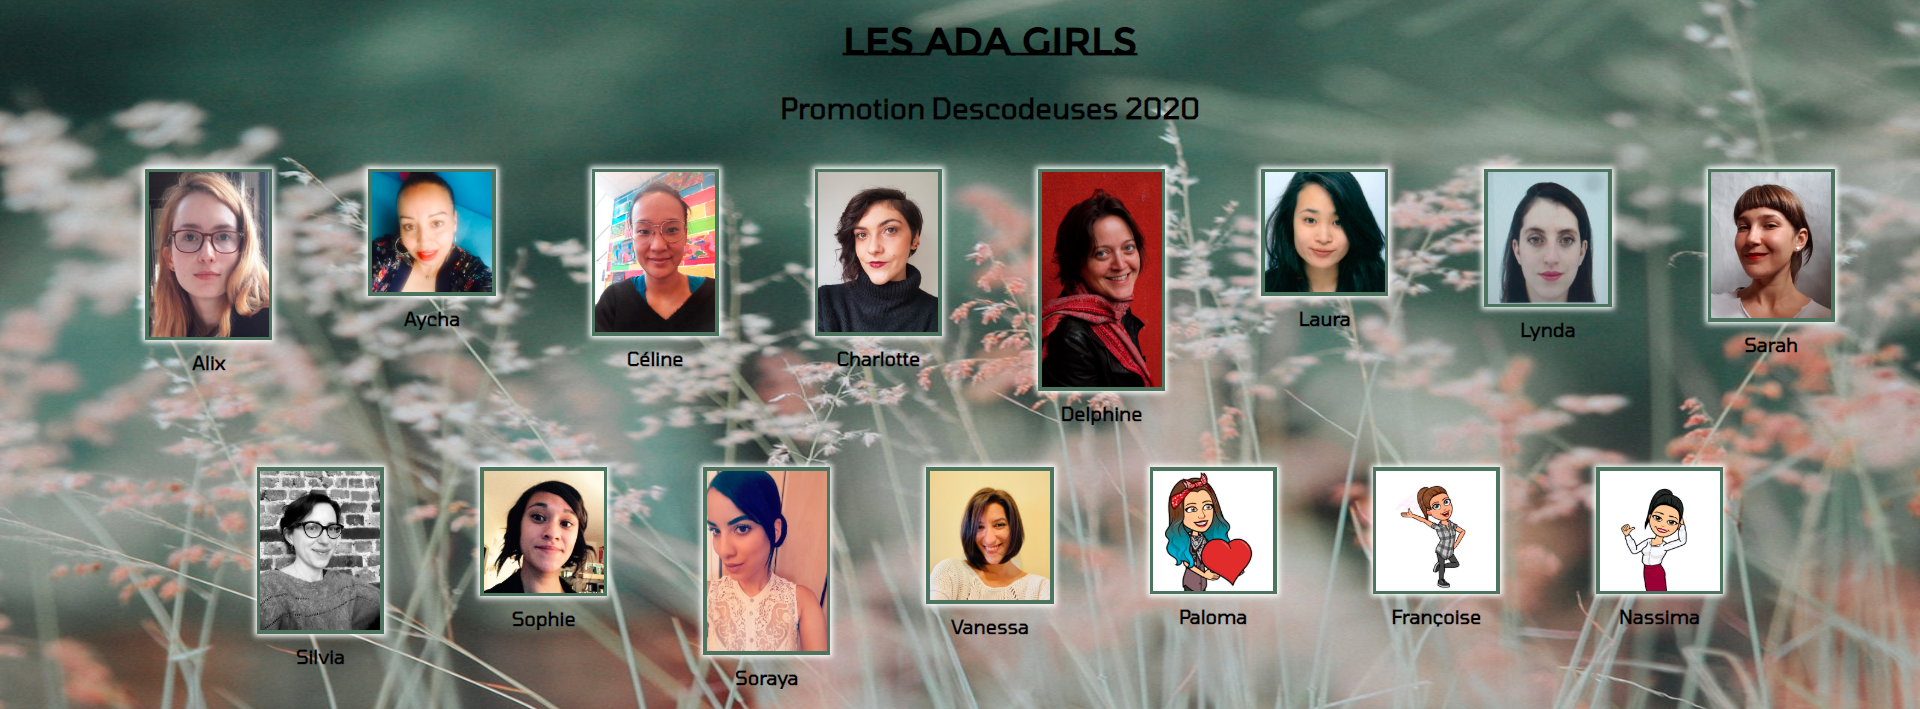 LES ADA GIRLS
Promotion Descodeuses 2020
Alix
Aycha
Céline
Charlotte
Delphine
Laura
Lynda
Sarah
Silvia
Sophie
Soraya
Vanessa
Paloma
Françoise
Nassima